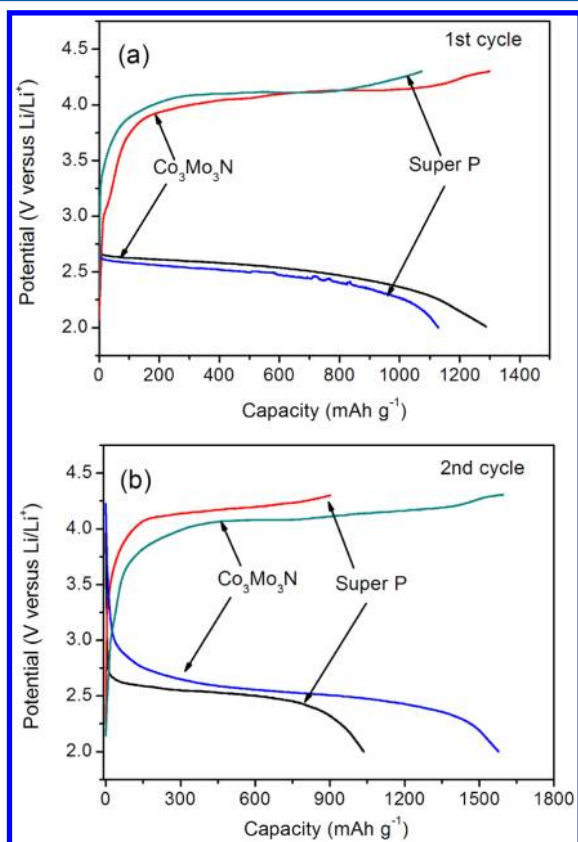 (a)
1st cycle
4.5
4.0
3.5
3.0
2.5
2.0
Potential (V versus Li/Li⁺)
Co₃Mo₃N
Super P
0 200 400 600 800 1000 1200 1400
Capacity (mAh g⁻¹)
(b)
2nd cycle
4.5
4.0
3.5
3.0
2.5
2.0
Potential (V versus Li/Li⁺)
Co₃Mo₃N
Super P
0 300 600 900 1200 1500 1800
Capacity (mAh g⁻¹)